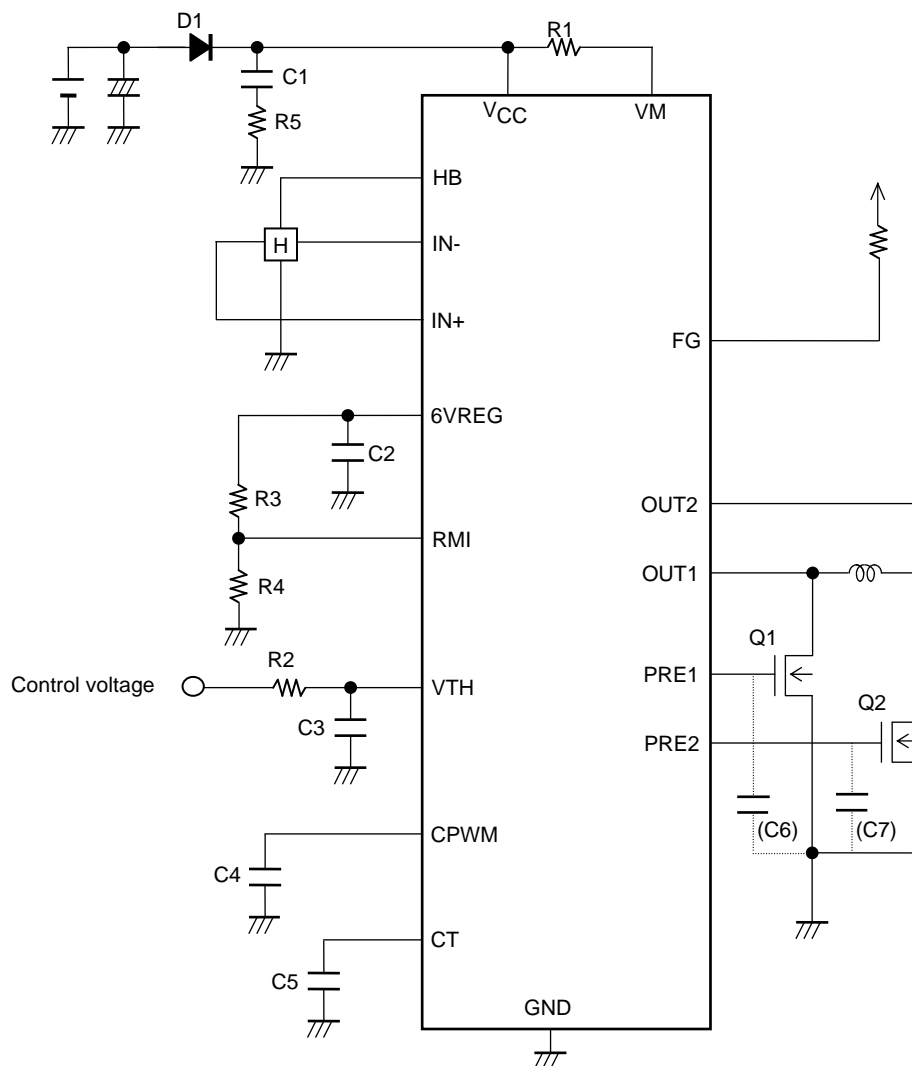 D1
R1
C1
R5
VCC
VM
HB
H
IN-
IN+
FG
6VREG
C2
R3
RMI
OUT2
R4
OUT1
R2
Q1
Control voltage
VTH
PRE1
C3
Q2
PRE2
(C6)
(C7)
CPWM
C4
CT
C5
GND